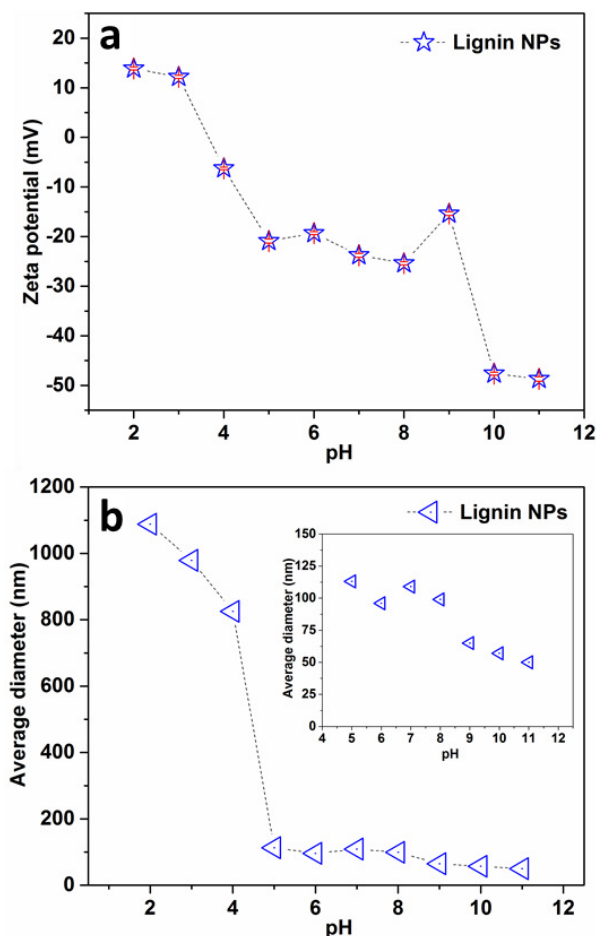 a
Lignin NPs
Zeta potential (mV)
20
10
0
-10
-20
-30
-40
-50
2 4 6 8 10 12
pH
b
Lignin NPs
Average diameter (nm)
1200
1000
800
600
400
200
0
2 4 6 8 10 12
pH
Average diameter (nm)
150
125
100
75
50
25
0
4 5 6 7 8 9 10 11 12
pH